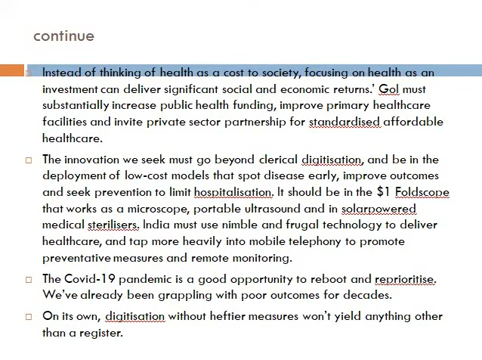 continue
Instead of thinking of health as a cost to society, focusing on health as an
investment can deliver significant social and economic returns.' GoI must
substantially increase public health funding, improve primary healthcare
facilities and invite private sector partnership for standardised affordable
healthcare.
The innovation we seek must go beyond clerical digitisation, and be in the
deployment of low-cost models that spot disease early, improve outcomes
and seek prevention to limit hospitalisation. It should be in the $1 Foldscope
that works as a microscope, portable ultrasound and in solarpowered
medical sterilisers. India must use nimble and frugal technology to deliver
healthcare, and tap more heavily into mobile telephony to promote
preventative measures and remote monitoring.
The Covid-19 pandemic is a good opportunity to reboot and reprioritise.
We've already been grappling with poor outcomes for decades.
On its own, digitisation without heftier measures won't yield anything other
than a register.